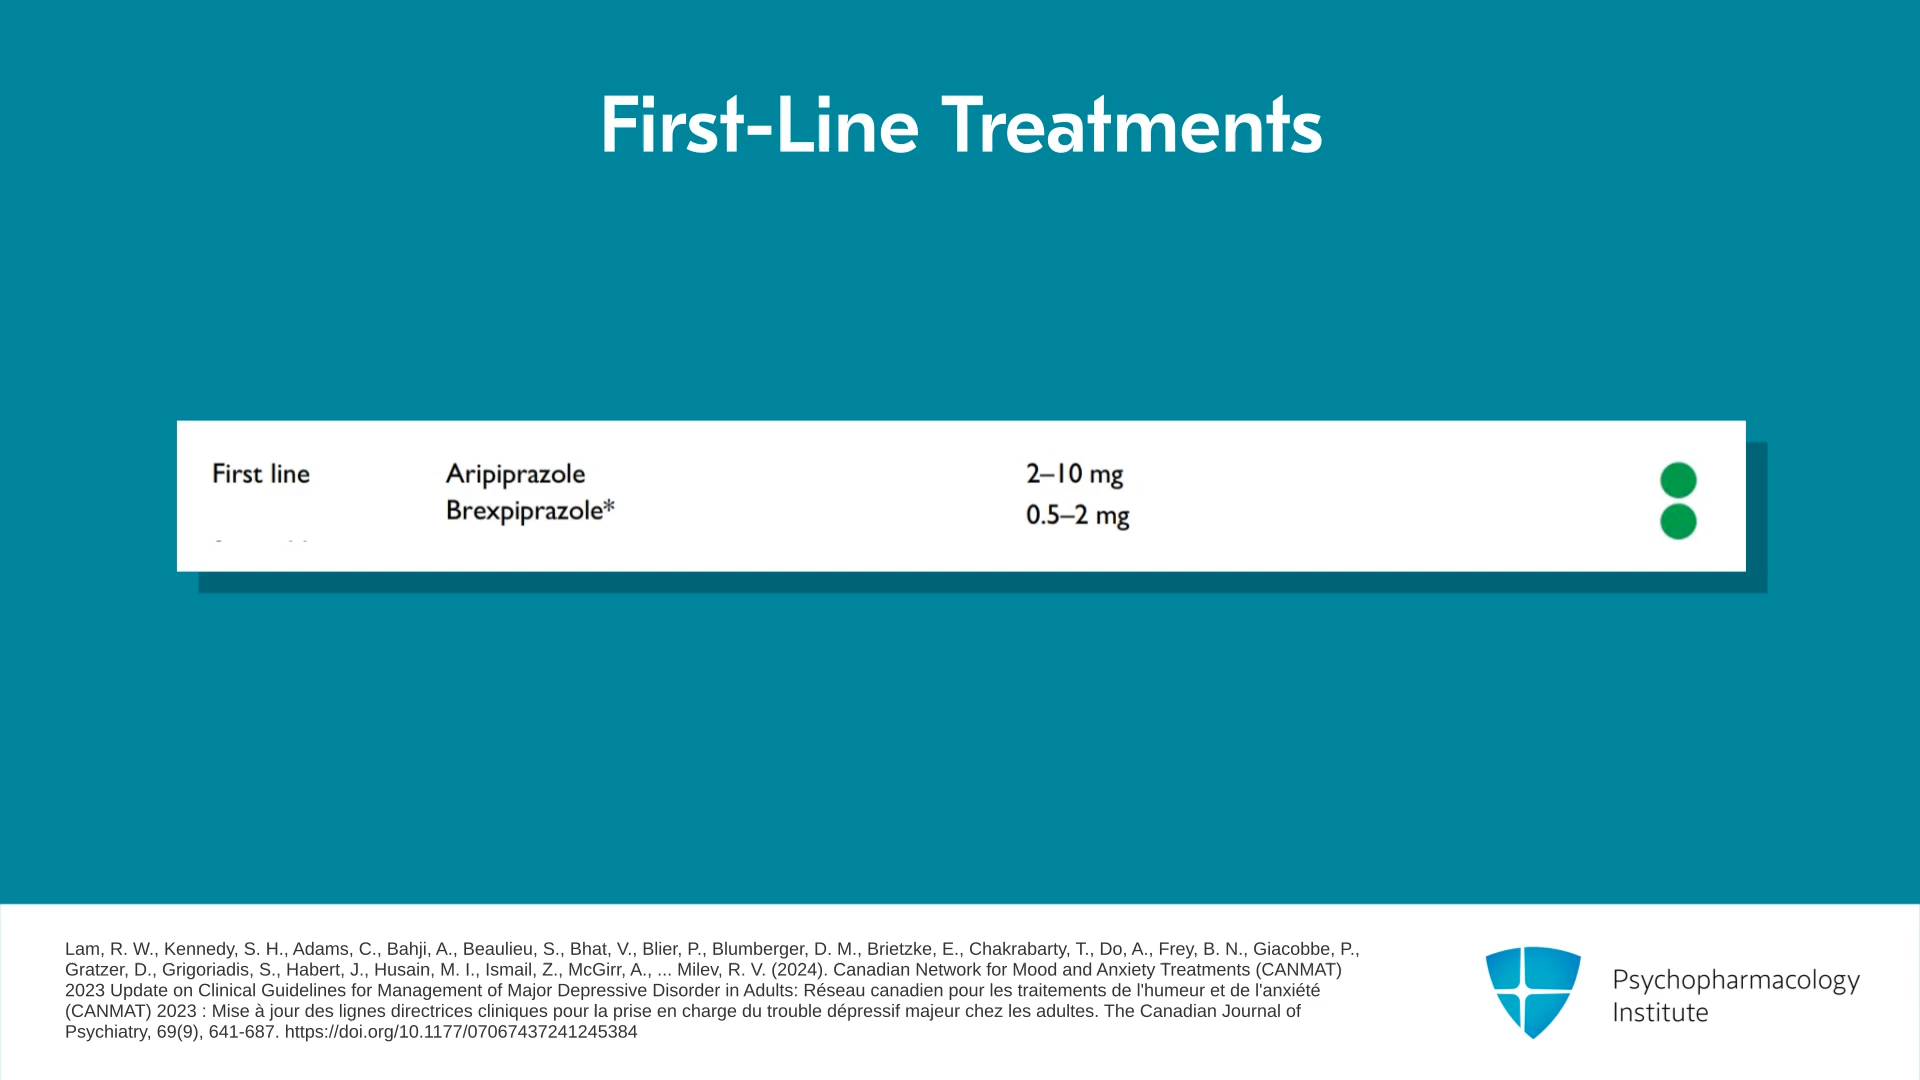 First-Line Treatments
First line Aripiprazole 2–10 mg
Brexpiprazole* 0.5–2 mg
Lam, R. W., Kennedy, S. H., Adams, C., Bahji, A., Beaulieu, S., Bhat, V., Blier, P., Blumberger, D. M., Brietzke, E., Chakrabarty, T., Do, A., Frey, B. N., Giacobbe, P.,
Gratzer, D., Grigoriadis, S., Habert, J., Husain, M. I., Ismail, Z., McGirr, A., ... Milev, R. V. (2024). Canadian Network for Mood and Anxiety Treatments (CANMAT)
2023 Update on Clinical Guidelines for Management of Major Depressive Disorder in Adults: Réseau canadien pour les traitements de l'humeur et de l'anxiété
(CANMAT) 2023 : Mise à jour des lignes directrices cliniques pour la prise en charge du trouble dépressif majeur chez les adultes. The Canadian Journal of
Psychiatry, 69(9), 641-687. https://doi.org/10.1177/07067437241245384
Psychopharmacology
Institute